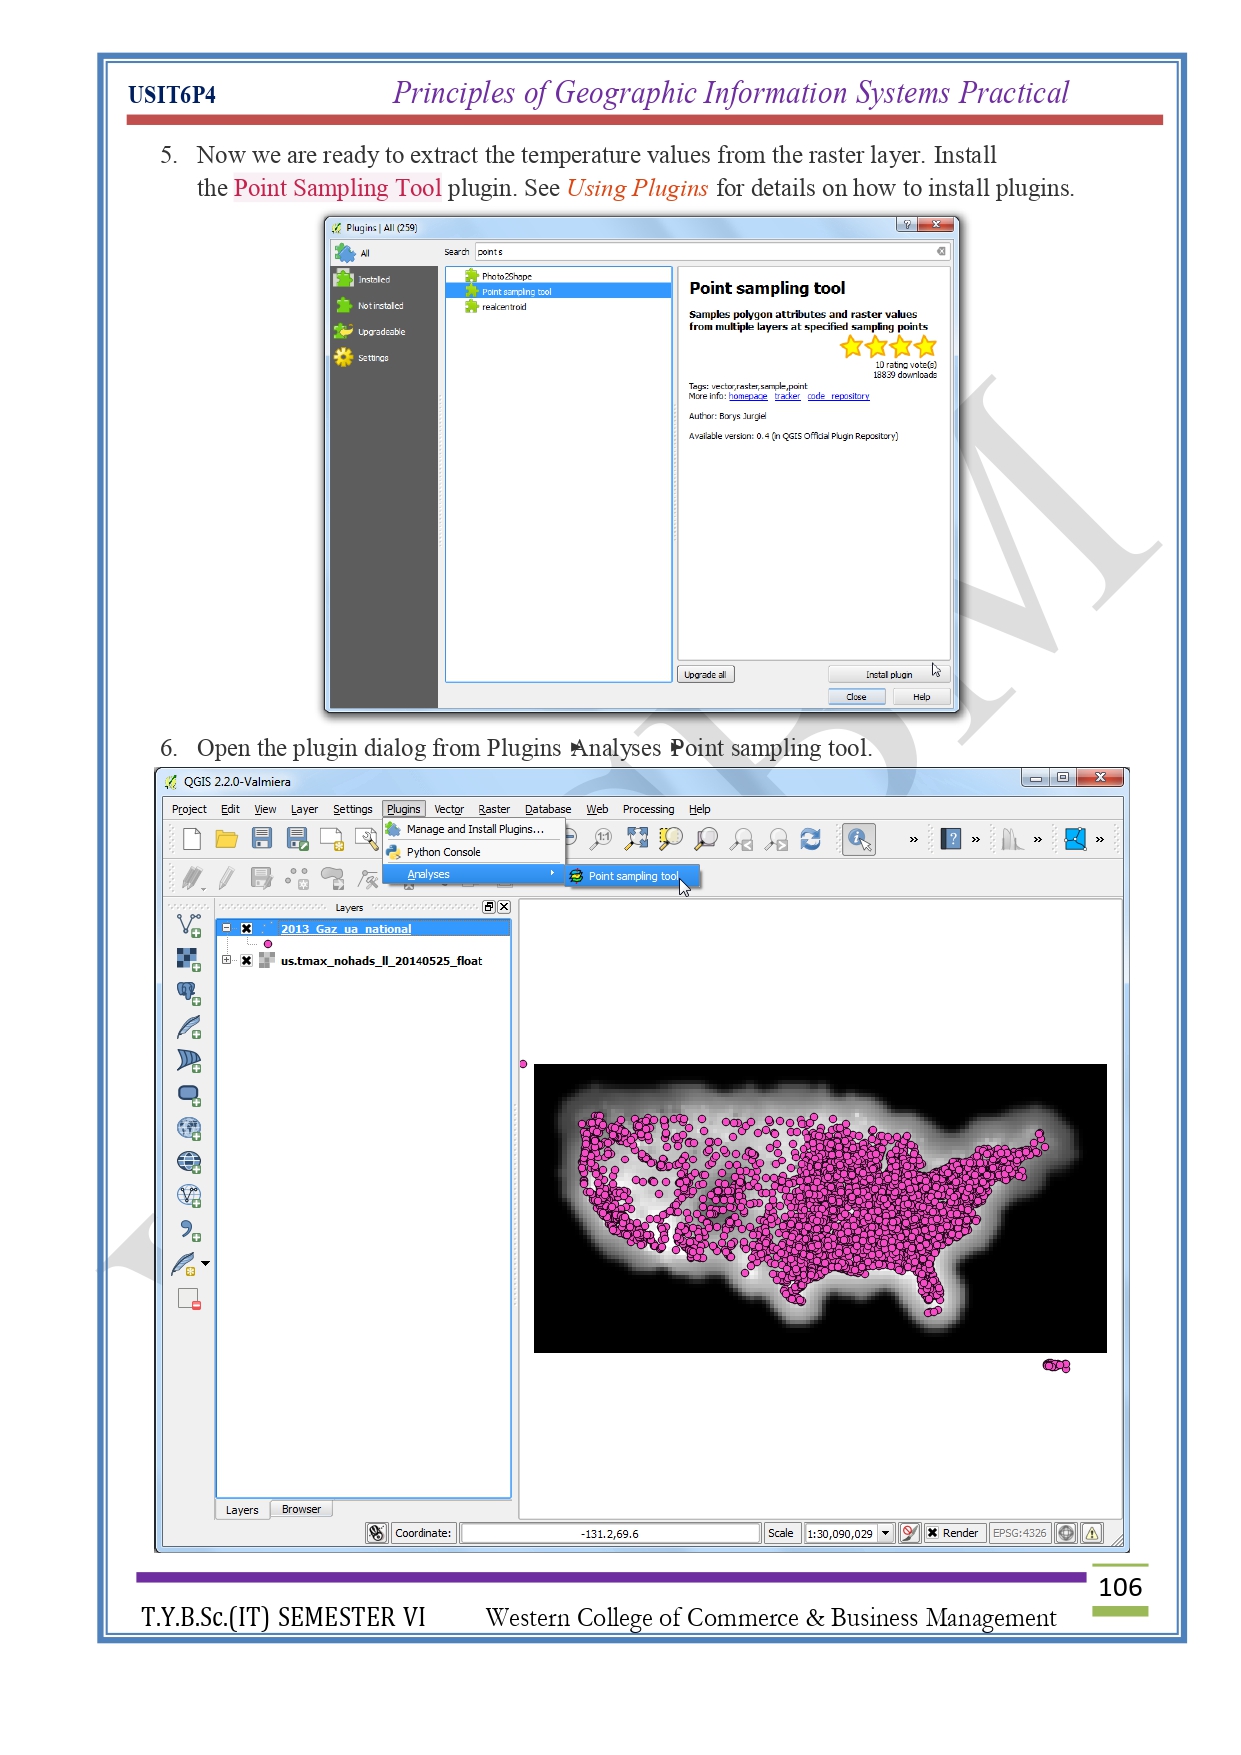 USIT6P4 Principles of Geographic Information Systems Practical
5. Now we are ready to extract the temperature values from the raster layer. Install
the Point Sampling Tool plugin. See Using Plugins for details on how to install plugins.
Plugins | All (259)
All
Search point s
Installed
Not installed
Upgradeable
Settings
Photo2Shape
Point sampling tool
realcentroid
Point sampling tool
Samples polygon attributes and raster values
from multiple layers at specified sampling points
10 rating vote(s)
18839 downloads
Tags: vector,raster,sample,point
More info: homepage tracker code_repository
Author: Borys Jurgiel
Available version: 0.4 (in QGIS Official Plugin Repository)
Upgrade all
Install plugin
Close Help
6. Open the plugin dialog from Plugins ‣ Analyses ‣ Point sampling tool.
QGIS 2.2.0-Valmiera
Project Edit View Layer Settings Plugins Vector Raster Database Web Processing Help
Manage and Install Plugins...
Python Console
Analyses
Point sampling tool
Layers
2013_Gaz_ua_national
us.tmax_nohads_ll_20140525_float
Layers Browser
Coordinate: -131.2,69.6 Scale 1:30,090,029 Render EPSG:4326
106
T.Y.B.Sc.(IT) SEMESTER VI Western College of Commerce & Business Management